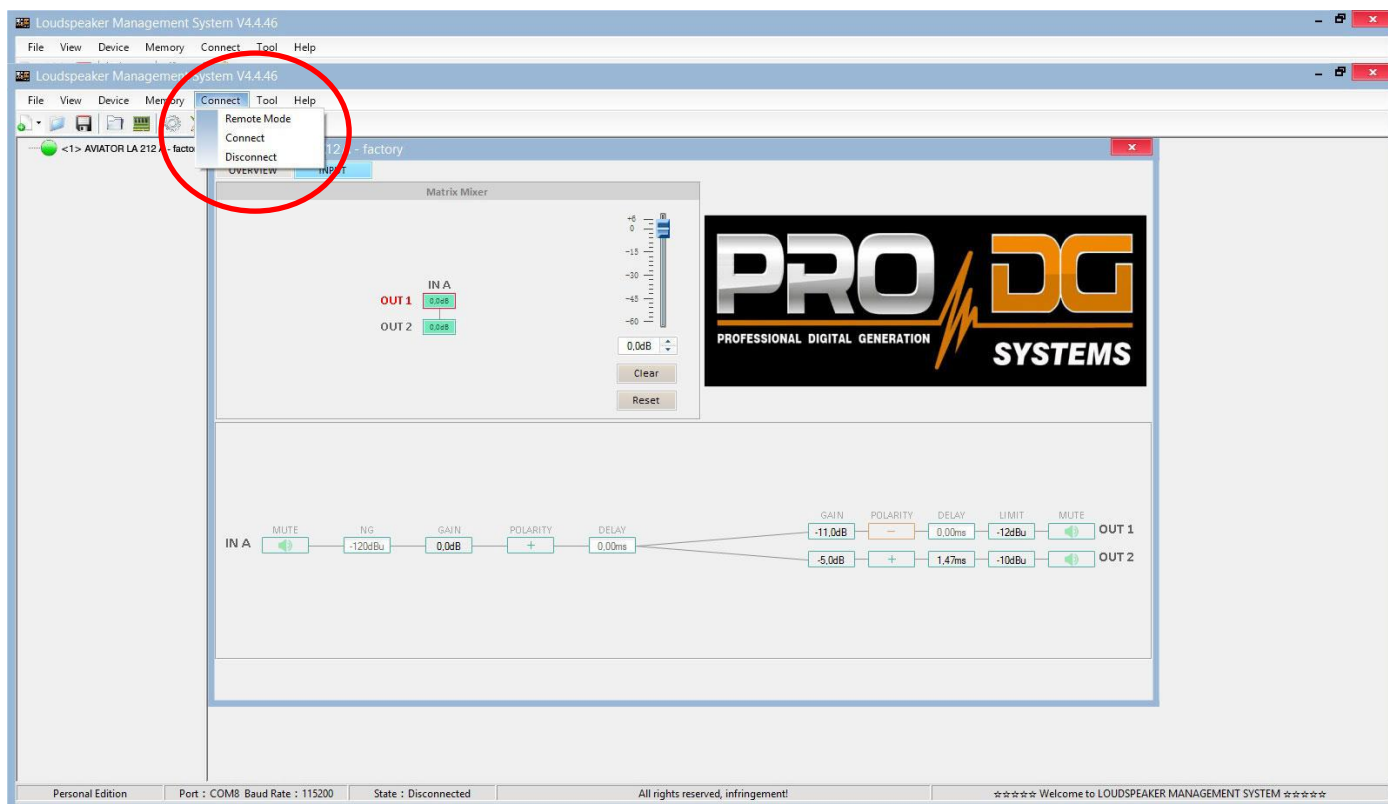 Loudspeaker Management System V4.4.46
File View Device Memory Connect Tool Help
Loudspeaker Management System V4.4.46
File View Device Memory Connect Tool Help
Remote Mode
Connect
Disconnect
<1> AVIATOR LA 212 A - facto
12 A - factory
OVERVIEW INPUT
Matrix Mixer
+6
0
-15
-30
-45
-60
IN A
OUT 1 0,0dB
OUT 2 0,0dB
0,0dB
Clear
Reset
PRO DG
PROFESSIONAL DIGITAL GENERATION
SYSTEMS
GAIN POLARITY DELAY LIMIT MUTE
-11,0dB - 0,00ms -12dBu OUT 1
MUTE NG GAIN POLARITY DELAY
IN A -120dBu 0,0dB + 0,00ms
-5,0dB + 1,47ms -10dBu OUT 2
Personal Edition Port : COM8 Baud Rate : 115200 State : Disconnected All rights reserved, infringement! ☆☆☆☆☆ Welcome to LOUDSPEAKER MANAGEMENT SYSTEM ☆☆☆☆☆